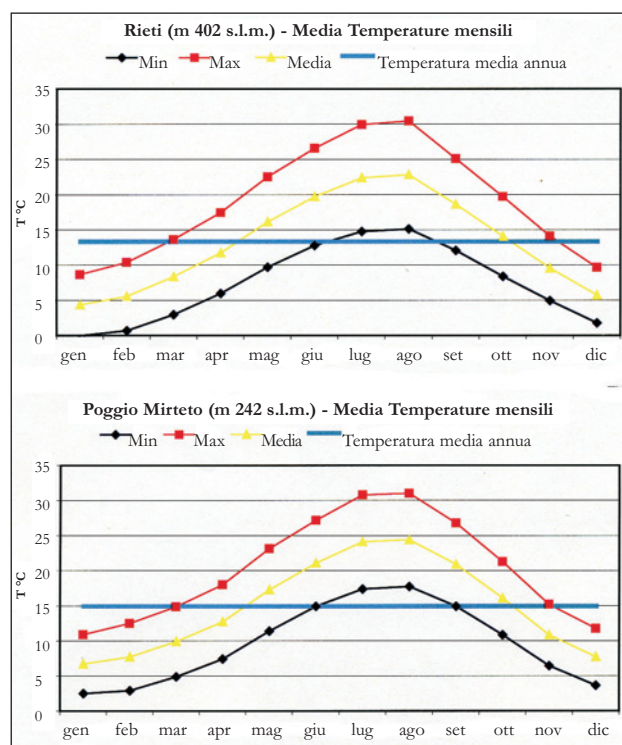 Rieti (m 402 s.l.m.) - Media Temperature mensili
Min Max Media Temperatura media annua
35
30
25
20
15
10
5
0
T °C
gen feb mar apr mag giu lug ago set ott nov dic
Poggio Mirteto (m 242 s.l.m.) - Media Temperature mensili
Min Max Media Temperatura media annua
35
30
25
20
15
10
5
0
T °C
gen feb mar apr mag giu lug ago set ott nov dic